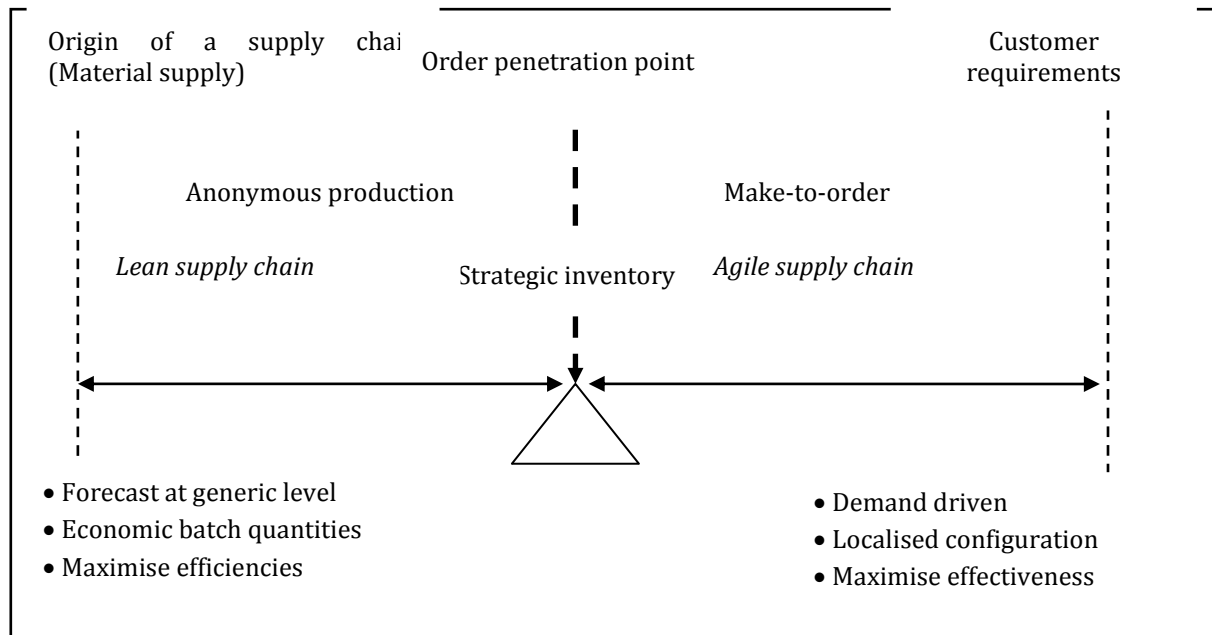 Origin of a supply chai
(Material supply)
Order penetration point
Customer
requirements
Anonymous production
Make-to-order
Lean supply chain
Strategic inventory
Agile supply chain
• Forecast at generic level
• Economic batch quantities
• Maximise efficiencies
• Demand driven
• Localised configuration
• Maximise effectiveness